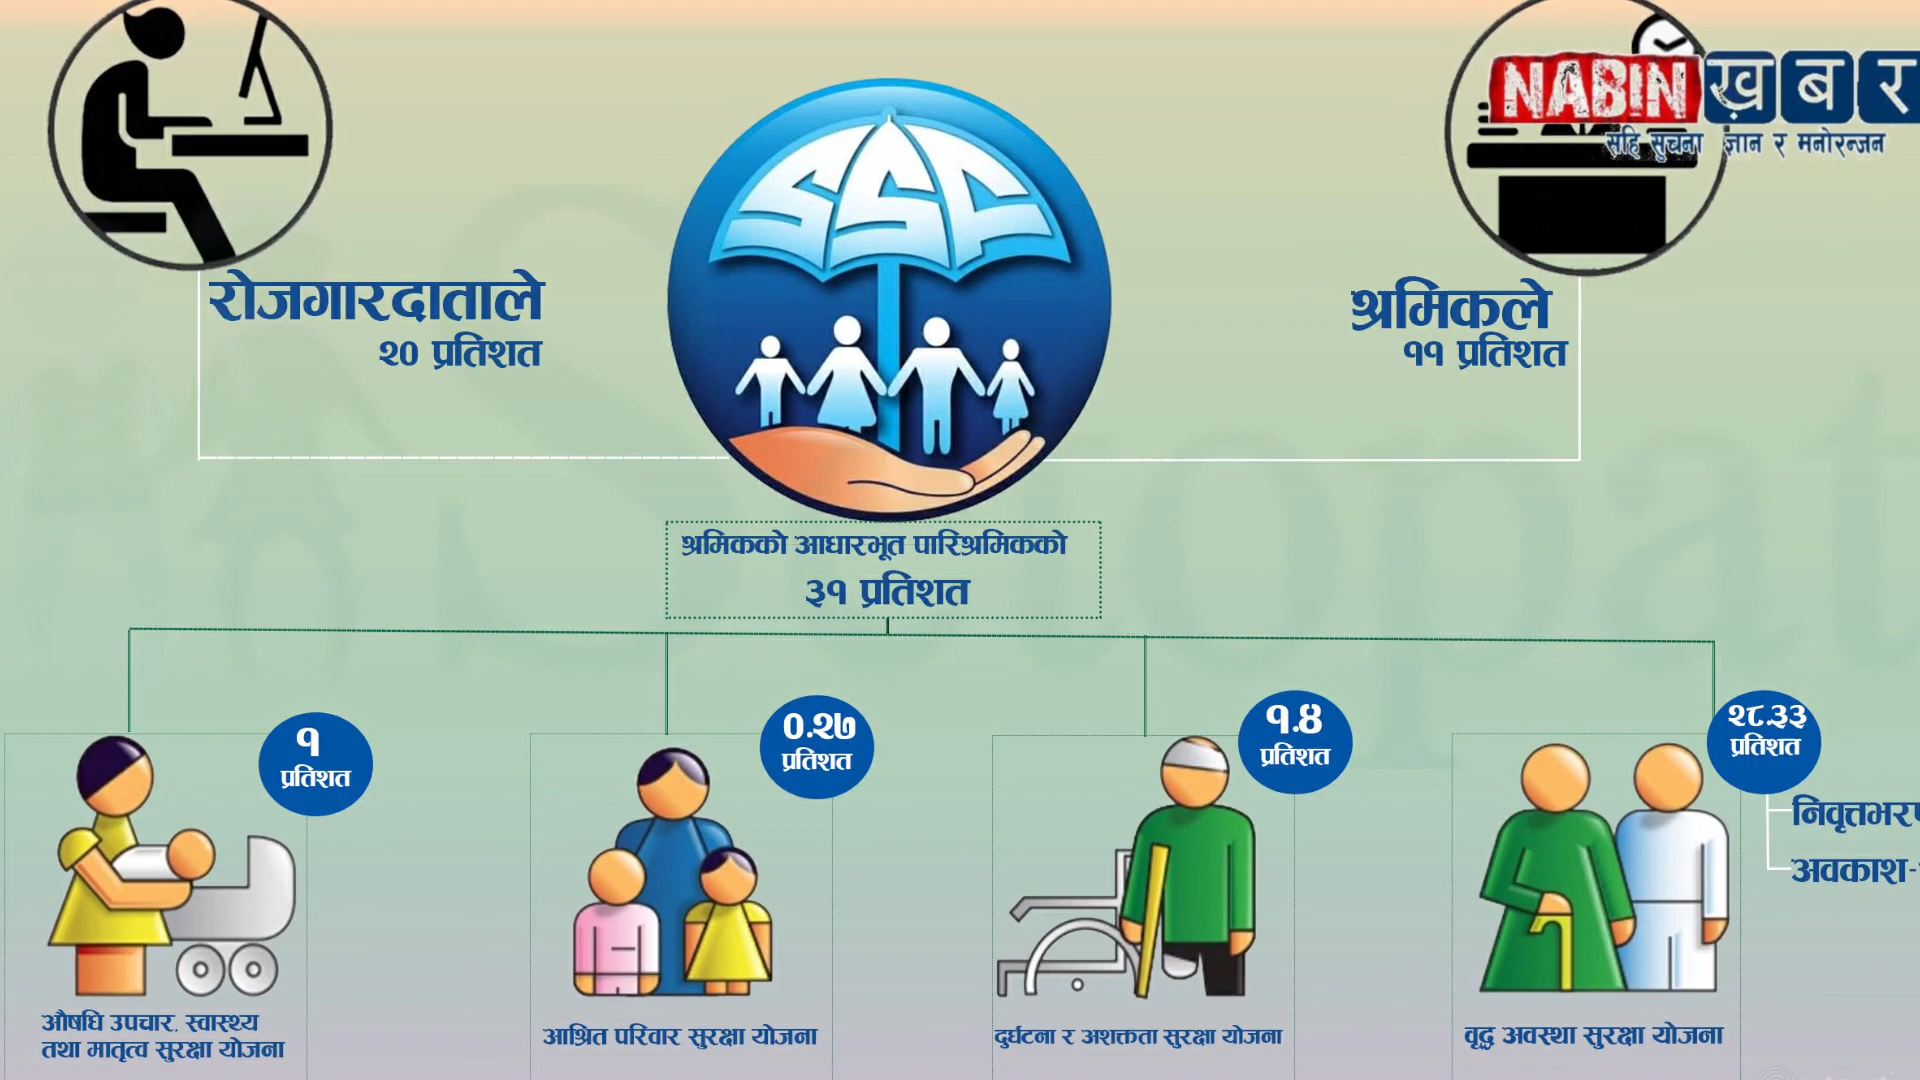 NABIN ख़बर
सहि सुचना ज्ञान र मनोरन्जन
SSF
रोजगारदाताले
२० प्रतिशत
श्रमिकले
११ प्रतिशत
श्रमिकको आधारभूत पारिश्रमिकको
३१ प्रतिशत
१
प्रतिशत
०.२७
प्रतिशत
१.४
प्रतिशत
२८.३३
प्रतिशत
अवकाश-
औषधि उपचार, स्वास्थ्य
तथा मातृत्व सुरक्षा योजना
आश्रित परिवार सुरक्षा योजना
दुर्घटना र अशक्तता सुरक्षा योजना
वृद्ध अवस्था सुरक्षा योजना